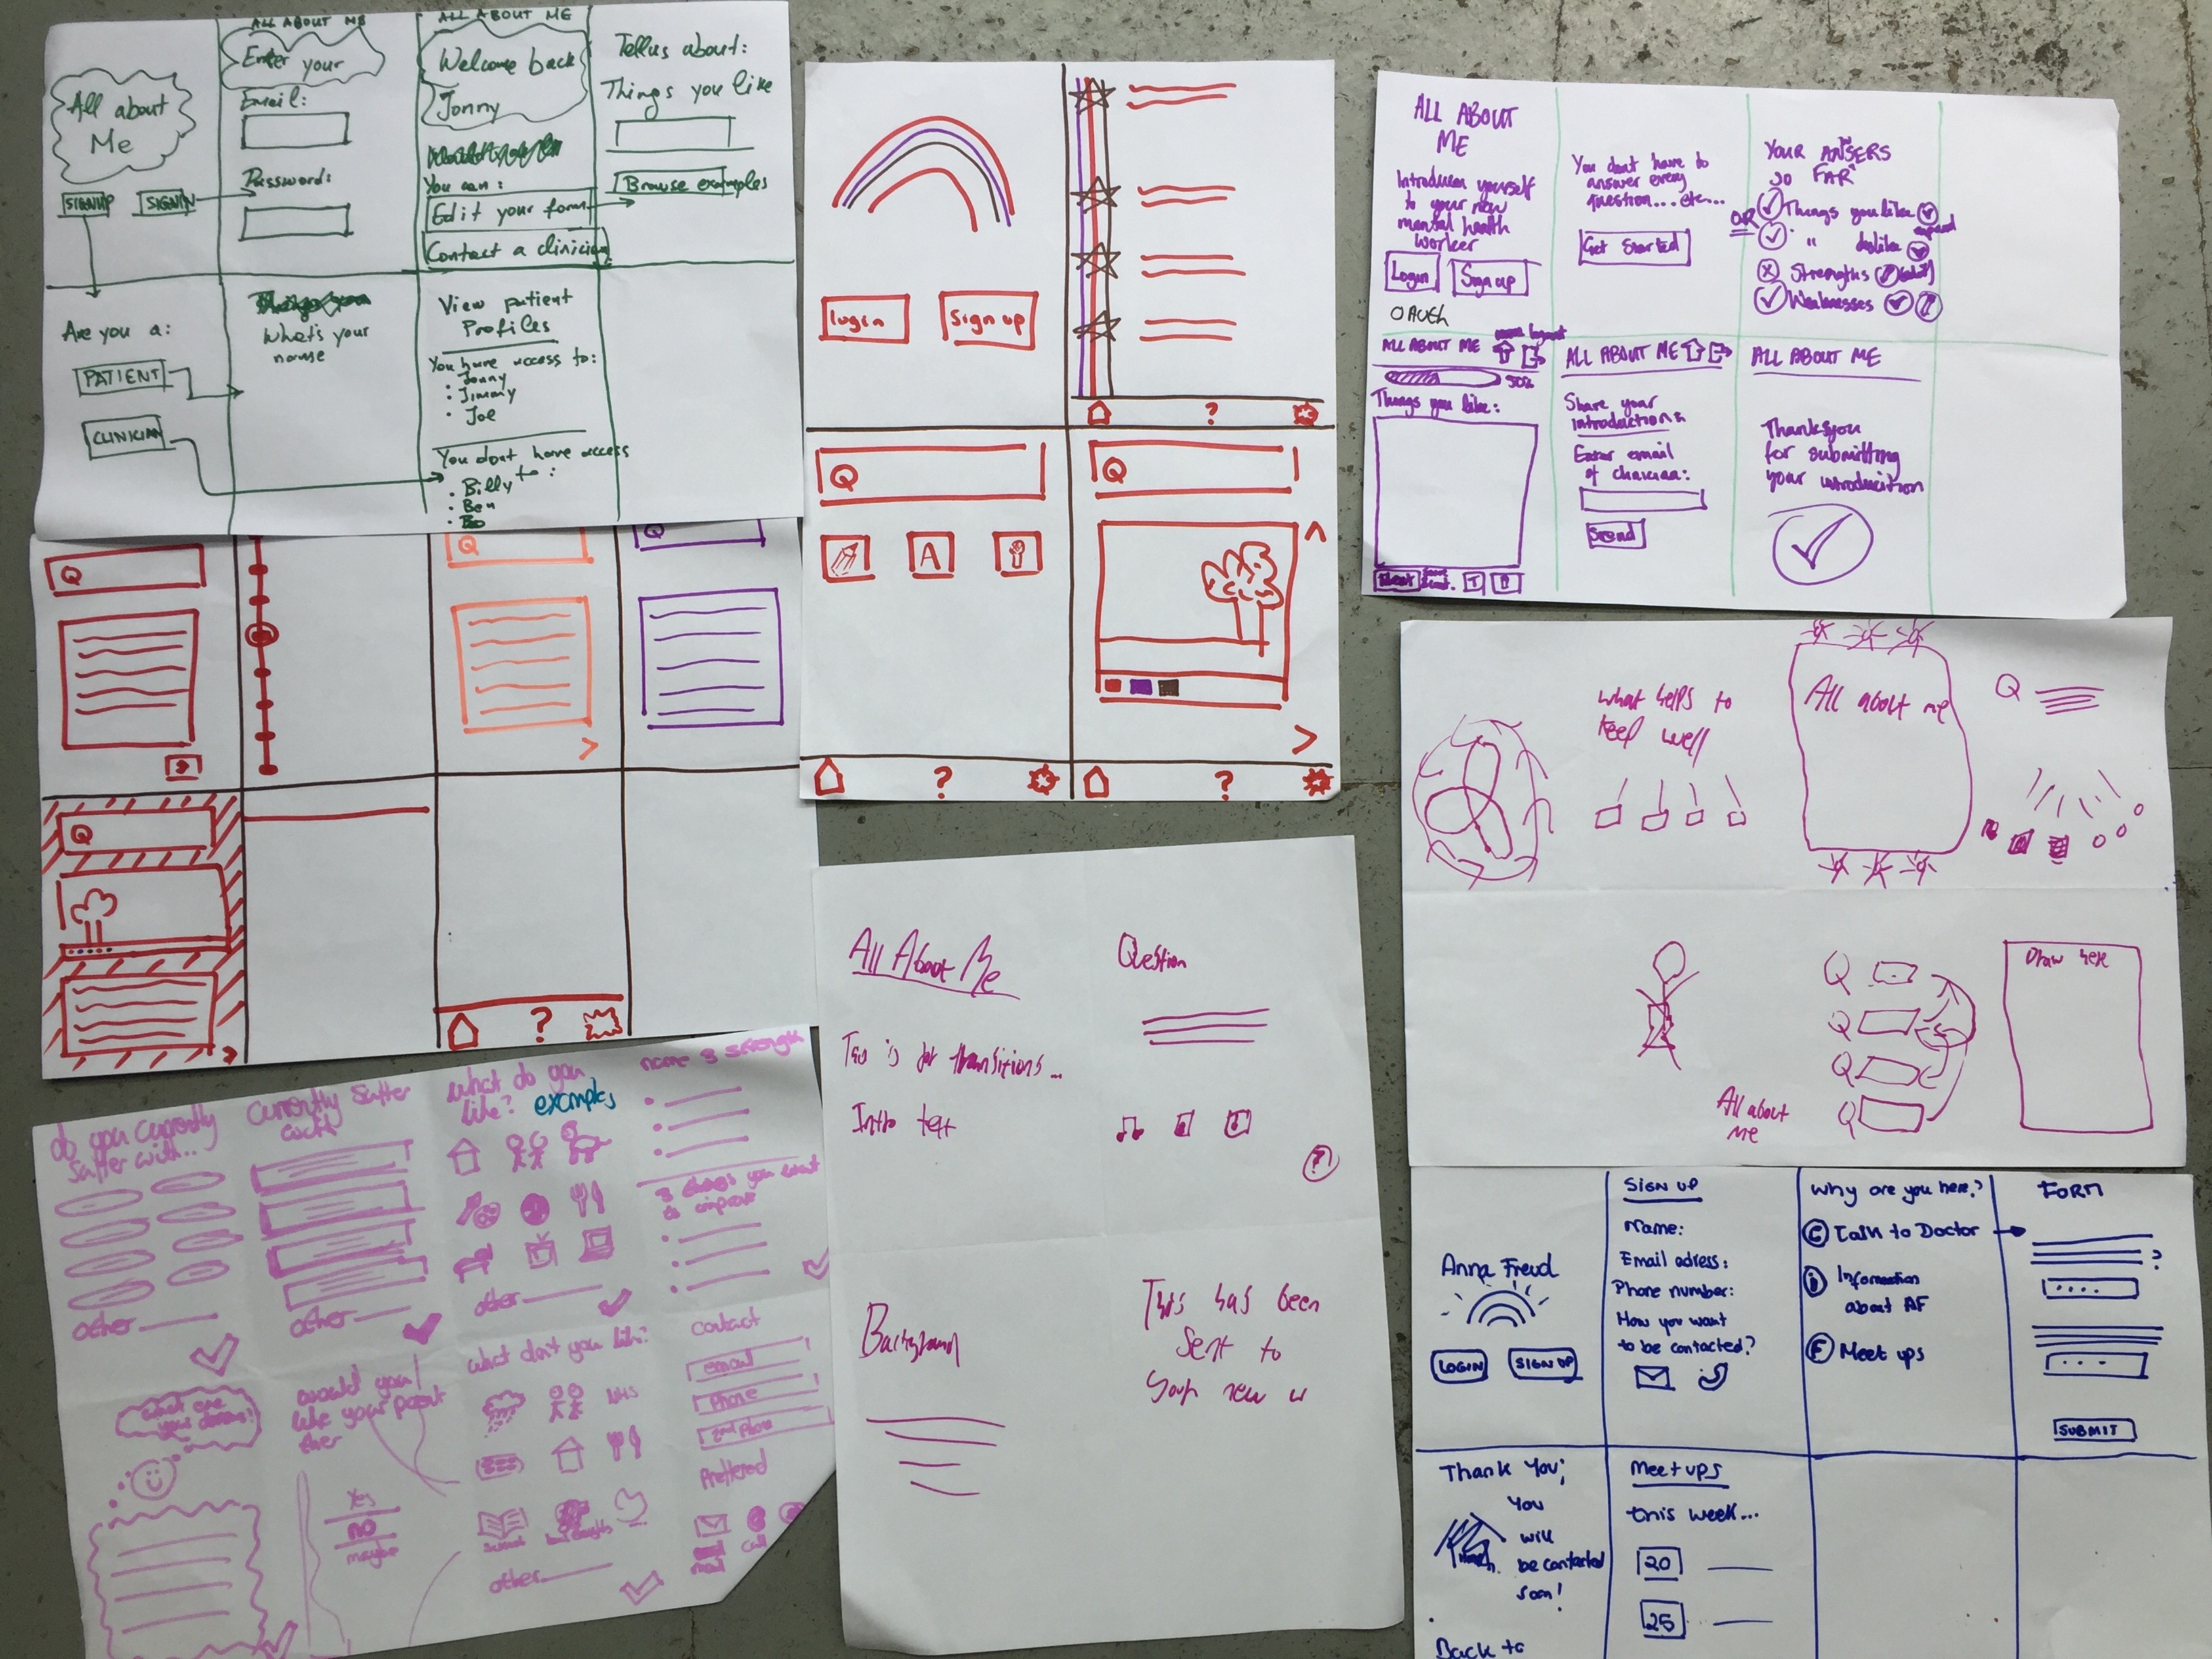 ALL ABOUT ME
Enter your
Email:
Password:
All about
Me
SIGNUP
SIGNIN
ALL ABOUT ME
Welcome back
Jonny
You can:
Edit your form
Contact a clinician
Tell us about:
Things you like
Browse examples
Are you a:
PATIENT
CLINICIAN
What's your
name
View patient
Profiles
You have access to:
• Jonny
• Jimmy
• Joe
You dont have access
to:
• Billy
• Ben
• Bo
login
Sign up
?
Q
A
Q
?
?
ALL ABOUT
ME
Introduce yourself
to your new
mental health
worker
Login
Sign up
OAUTH
You dont have to
answer every
question....etc...
Get Started
OR
YOUR ANSERS
SO FAR
Things you like
" dislike
Strengths
Weaknesses
ALL ABOUT ME
50%
Things you like:
T
ALL ABOUT ME
Share your
introduction
Enter email
of clinician:
Send
ALL ABOUT ME
Thankyou
for submitting
your introduction
Q
Q
Q
Q
?
what helps to
keep well
All about me
Q
All about
me
Q
Q
Q
Q
Draw here
All About Me
This is for transitions...
Intro text
Question
?
Background
This has been
Sent to
your new w
do you currently
suffer with...
other
currently suffer
with
other
what do you
like? examples
other
name 3 strength
3 things you want
to improve
what are
your dreams?
would you
like your parent
Yes
no
maybe
what don't you like?
NHS
school
other
contact
email
phone
2nd phone
Preffered
call
Anna Freud
LOGIN
SIGN UP
SIGN UP
Name:
Email adress:
Phone number:
How you want
to be contacted?
Why are you here?
Talk to Doctor
Information
about AF
Meet ups
FORM
?
SUBMIT
Thank You;
You
will
be contacted
soon!
Back to
Meet ups
this week...
20
25